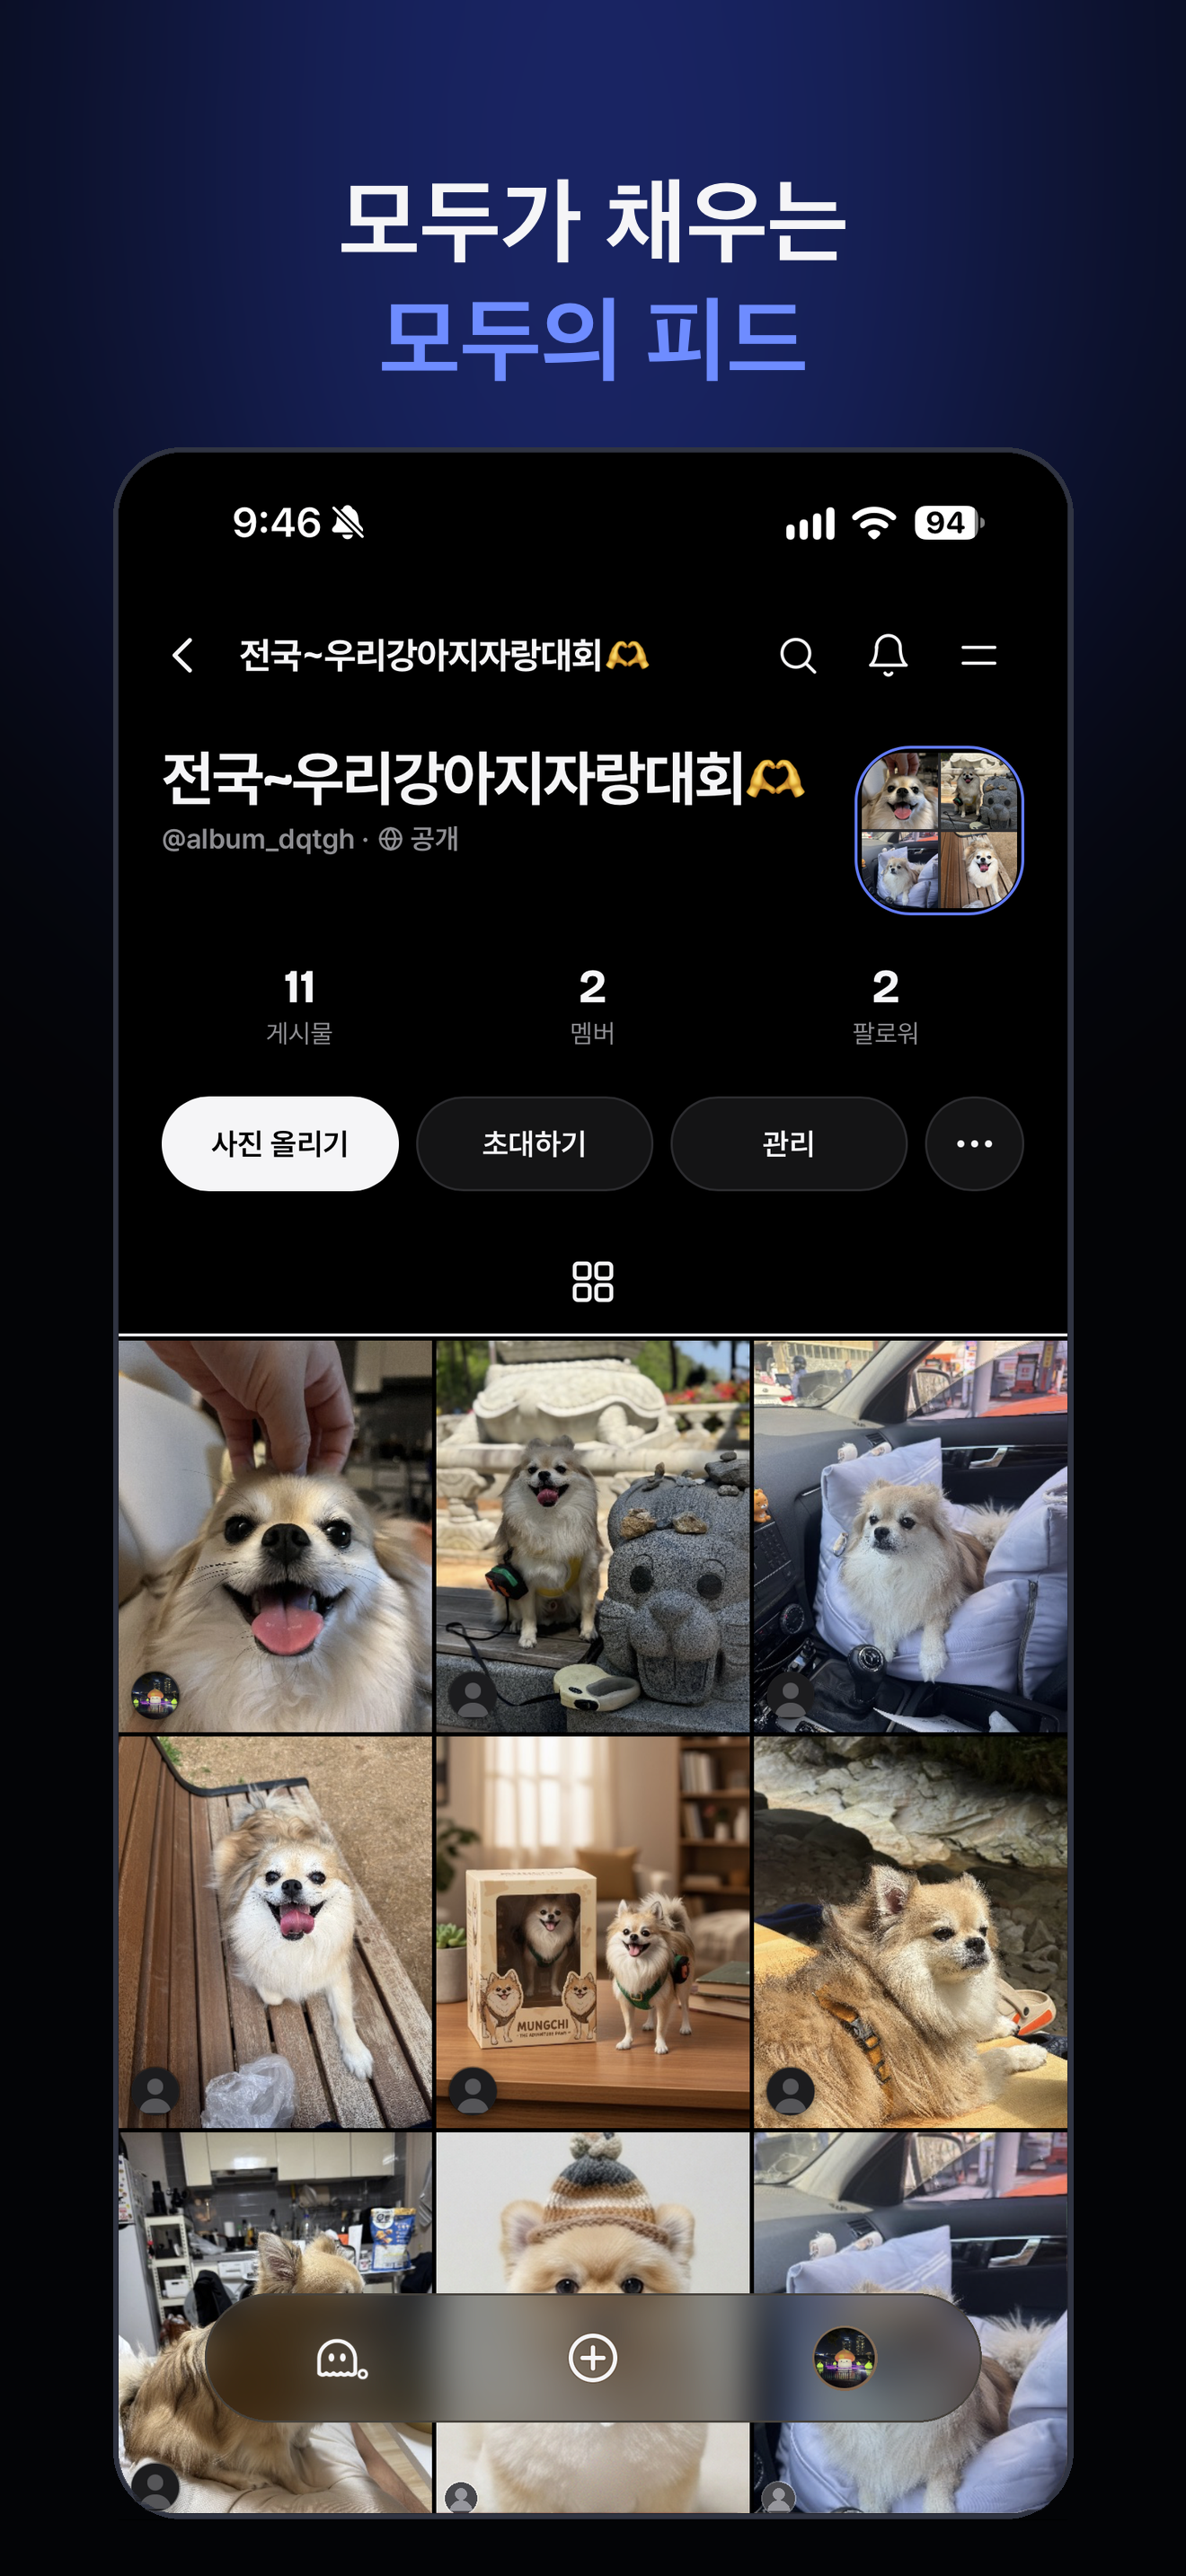 모두가 채우는
모두의 피드
9:46
94
전국~우리강아지자랑대회🫶
전국~우리강아지자랑대회🫶
@album_dqtgh · 공개
11 2 2
게시물 멤버 팔로워
사진 올리기 초대하기 관리
MUNGCHI